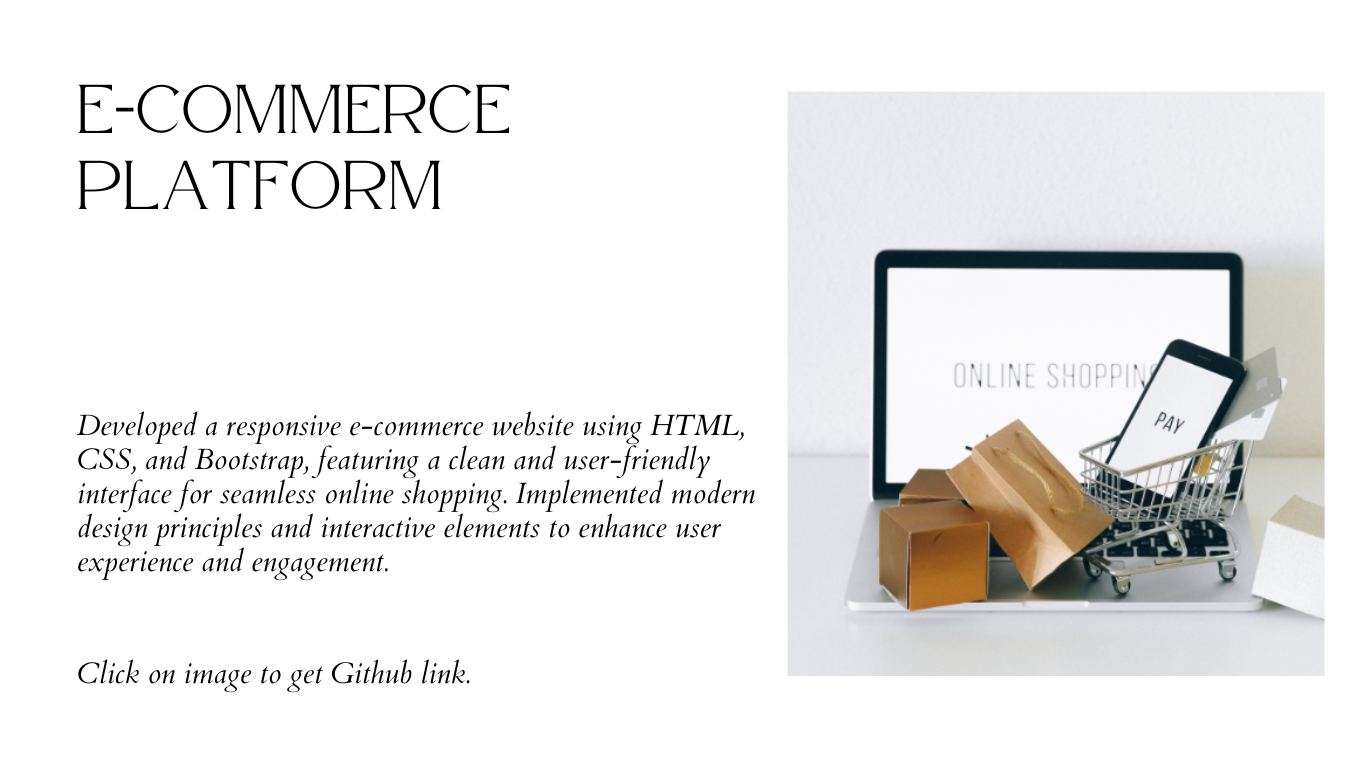 E-COMMERCE
PLATFORM
Developed a responsive e-commerce website using HTML,
CSS, and Bootstrap, featuring a clean and user-friendly
interface for seamless online shopping. Implemented modern
design principles and interactive elements to enhance user
experience and engagement.
Click on image to get Github link.
ONLINE SHOPPING
PAY